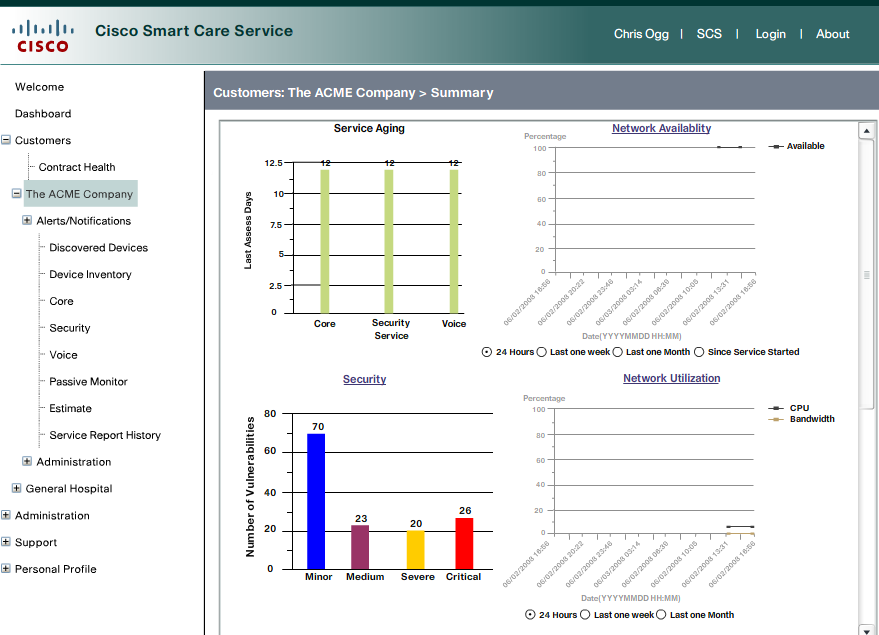 CISCO
Cisco Smart Care Service
Chris Ogg | SCS | Login | About
Welcome
Dashboard
Customers
Contract Health
The ACME Company
Alerts/Notifications
Discovered Devices
Device Inventory
Core
Security
Voice
Passive Monitor
Estimate
Service Report History
Administration
General Hospital
Administration
Support
Personal Profile
Customers: The ACME Company > Summary
Service Aging
Last Assess Days
12.5
10
7.5
5
2.5
0
12 12 12
Core
Security Service
Voice
Network Availablity
Percentage
100
80
60
40
20
0
Available
06/02/2008 16:56
06/02/2008 20:22
06/02/2008 23:48
06/03/2008 03:14
06/02/2008 06:39
06/02/2008 10:05
06/02/2008 13:31
06/02/2008 16:56
Date(YYYYMMDD HH:MM)
24 Hours Last one week Last one Month Since Service Started
Security
Number of Vulnerabilities
80
60
40
20
0
70
23
20
26
Minor Medium Severe Critical
Network Utilization
Percentage
100
80
60
40
20
0
CPU
Bandwidth
06/02/2008 16:56
06/02/2008 20:22
06/02/2008 23:48
06/03/2008 03:14
06/02/2008 06:39
06/02/2008 10:05
06/02/2008 13:31
06/02/2008 16:56
Date(YYYYMMDD HH:MM)
24 Hours Last one week Last one Month